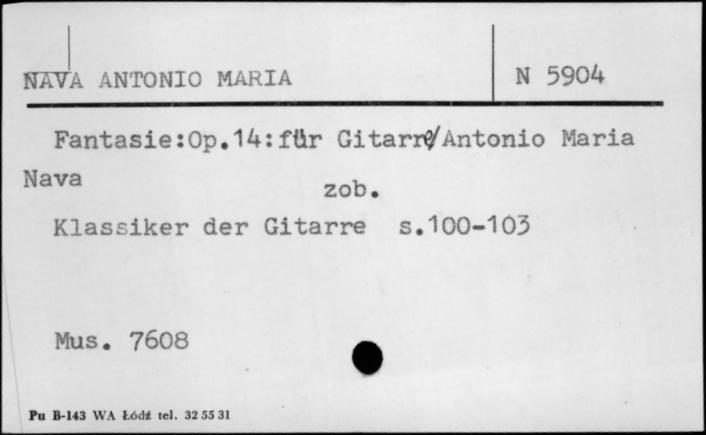 NAVA ANTONIO MARIA
N 5904
Fantasie:Op.14:für Gitarre/Antonio Maria
Nava
zob.
Klassiker der Gitarre s.100-103
Mus. 7608
Pu B-143 WA Łódź tel. 32 55 31